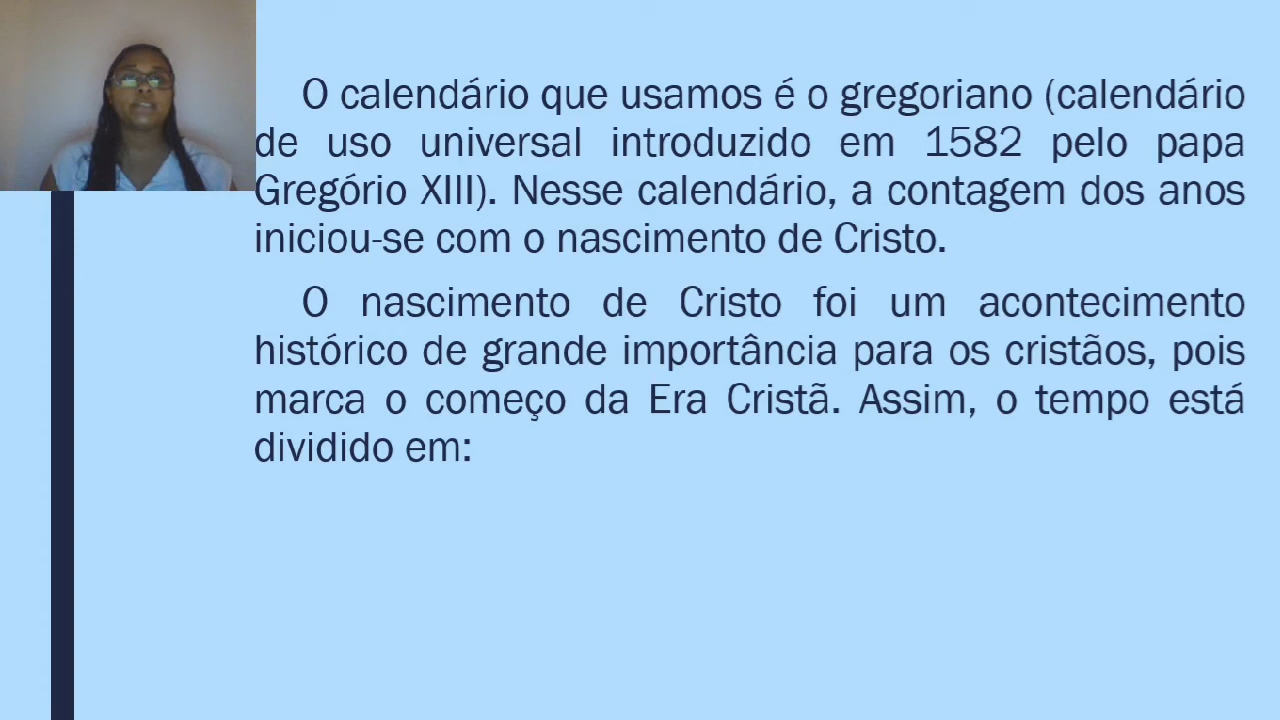 O calendário que usamos é o gregoriano (calendário
de uso universal introduzido em 1582 pelo papa
Gregório XIII). Nesse calendário, a contagem dos anos
iniciou-se com o nascimento de Cristo.
O nascimento de Cristo foi um acontecimento
histórico de grande importância para os cristãos, pois
marca o começo da Era Cristã. Assim, o tempo está
dividido em: